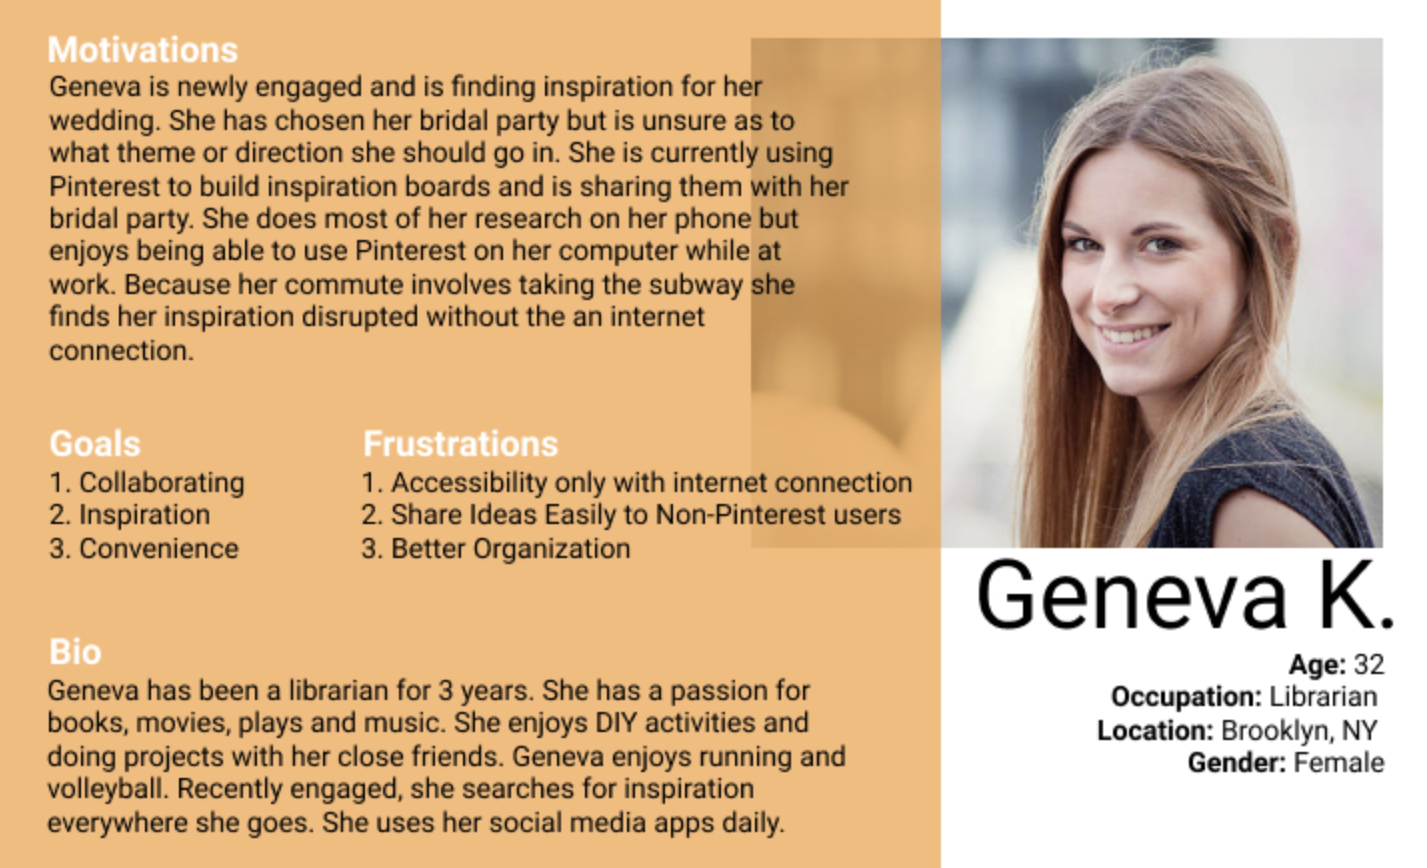 Motivations
Geneva is newly engaged and is finding inspiration for her
wedding. She has chosen her bridal party but is unsure as to
what theme or direction she should go in. She is currently using
Pinterest to build inspiration boards and is sharing them with her
bridal party. She does most of her research on her phone but
enjoys being able to use Pinterest on her computer while at
work. Because her commute involves taking the subway she
finds her inspiration disrupted without the an internet
connection.
Goals
1. Collaborating
2. Inspiration
3. Convenience
Frustrations
1. Accessibility only with internet connection
2. Share Ideas Easily to Non-Pinterest users
3. Better Organization
Bio
Geneva has been a librarian for 3 years. She has a passion for
books, movies, plays and music. She enjoys DIY activities and
doing projects with her close friends. Geneva enjoys running and
volleyball. Recently engaged, she searches for inspiration
everywhere she goes. She uses her social media apps daily.
Geneva K.
Age: 32
Occupation: Librarian
Location: Brooklyn, NY
Gender: Female